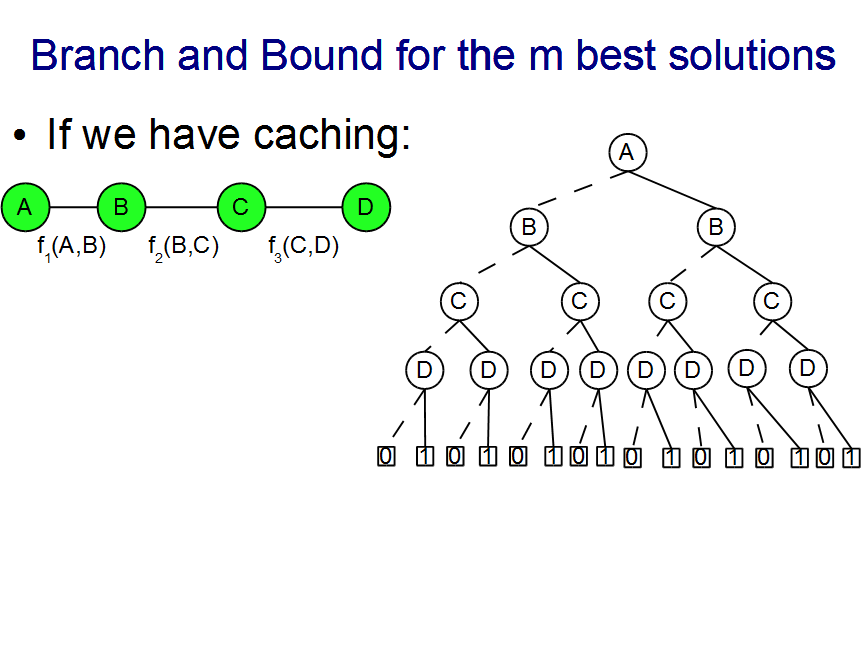 Branch and Bound for the m best solutions
• If we have caching:
A B C D
f1(A,B) f2(B,C) f3(C,D)
A
B B
C C C C
D D D D D D D D
0 1 0 1 0 1 0 1 0 1 0 1 0 1 0 1